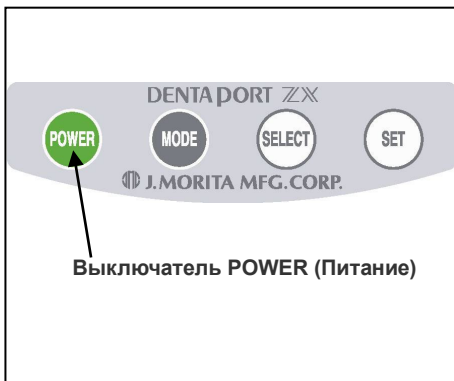 DENTAPORT ZX
POWER MODE SELECT SET
J. MORITA MFG. CORP.
Выключатель POWER (Питание)